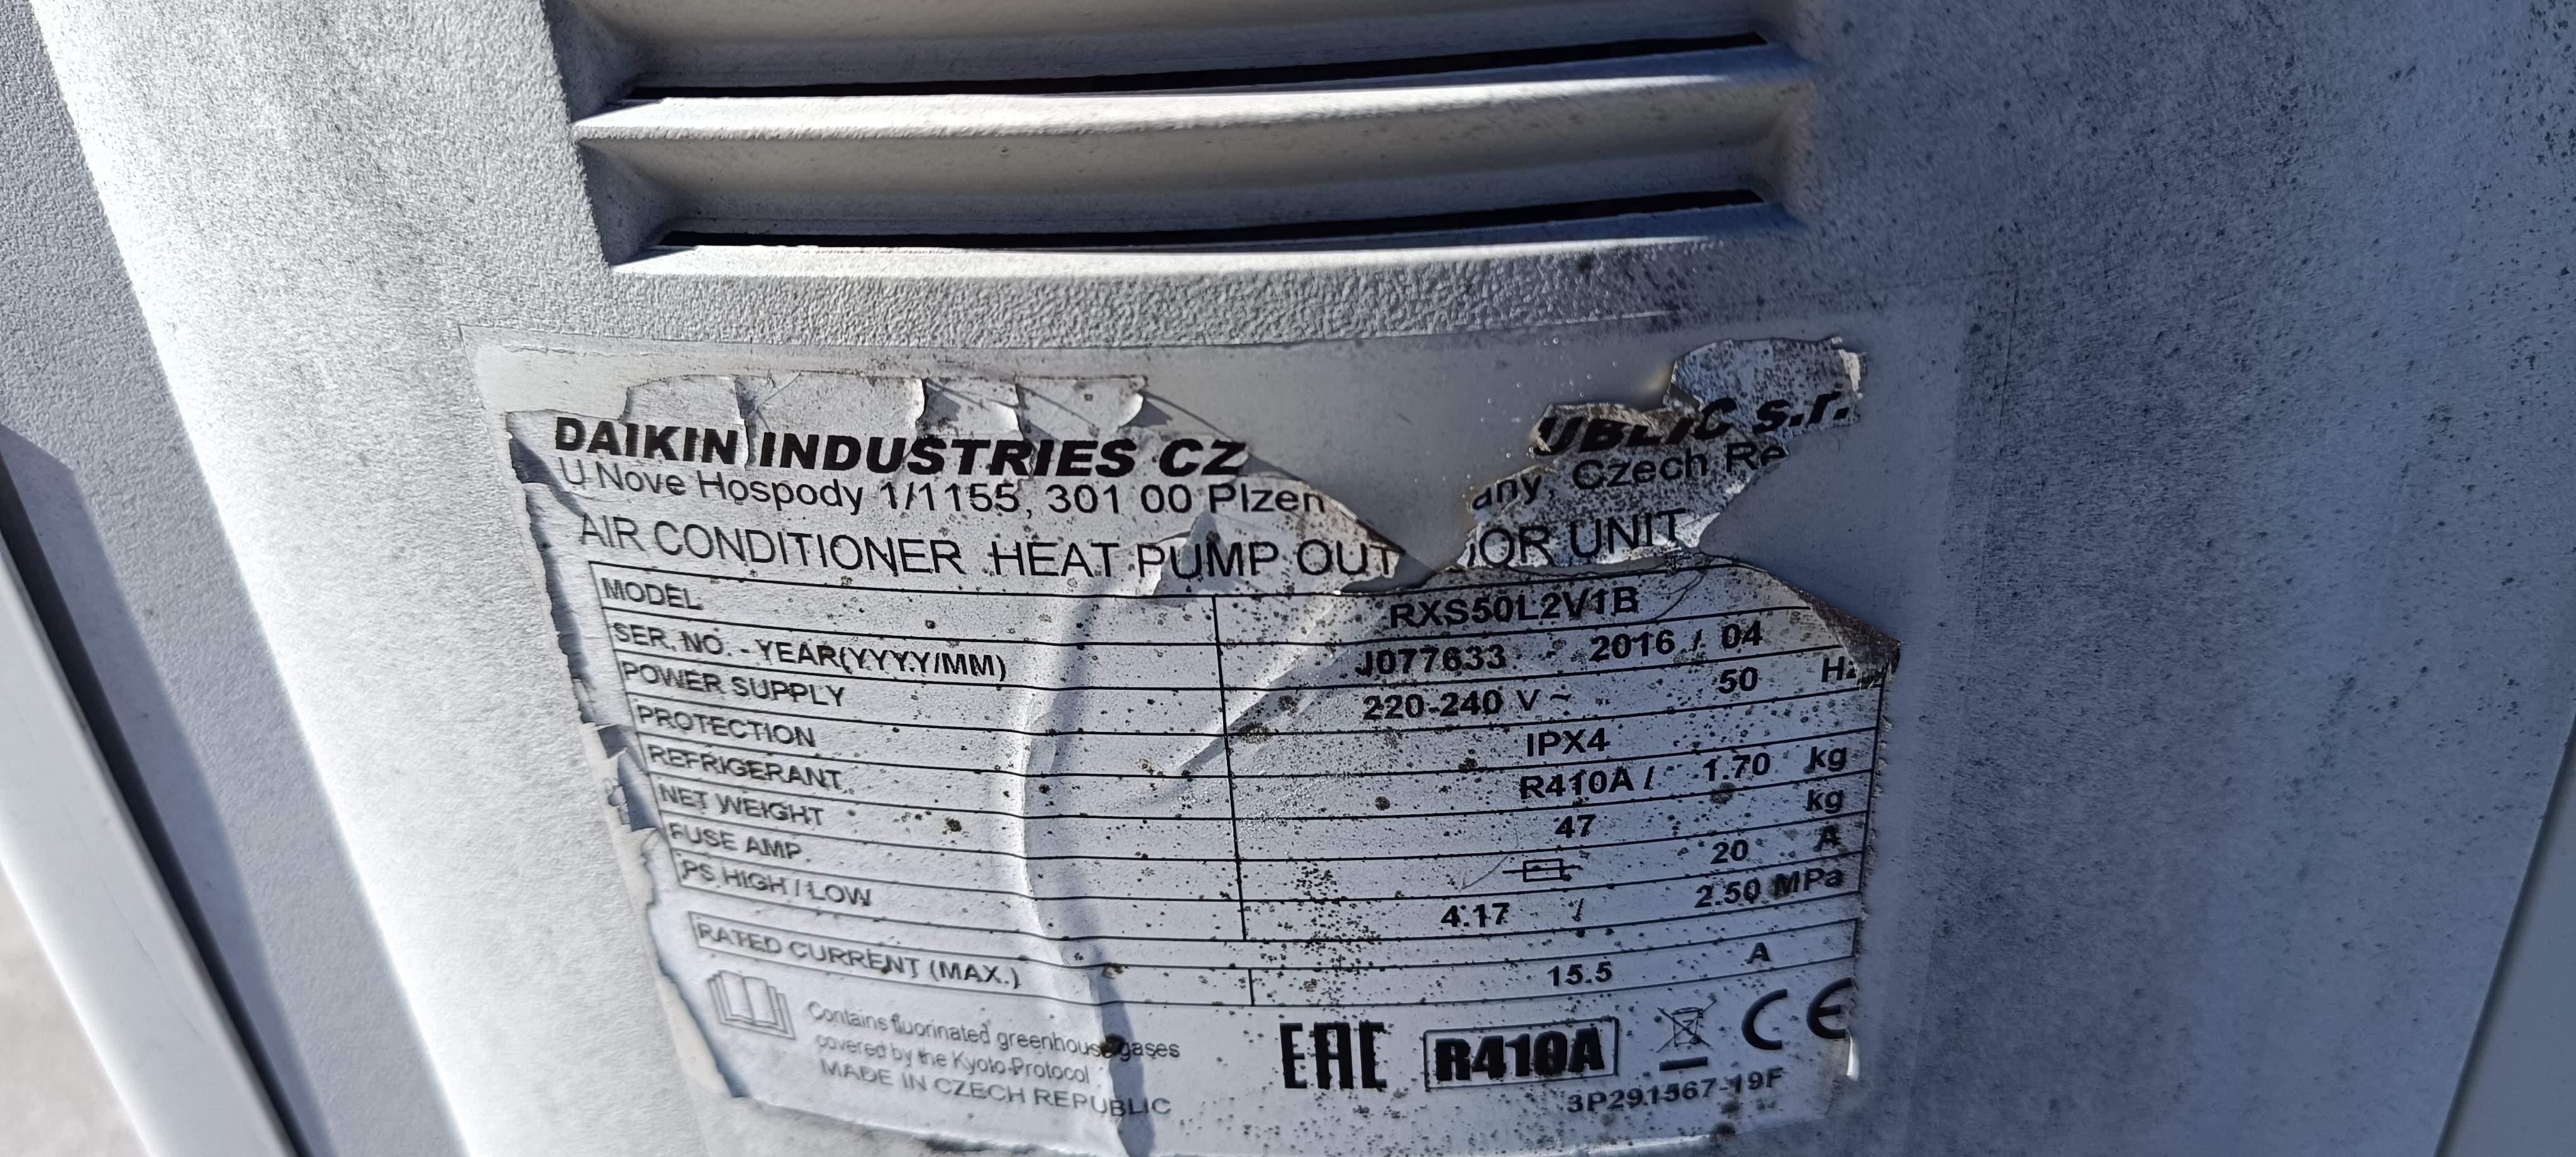 DAIKIN INDUSTRIES CZ UBLIC s.r.
U Nove Hospody 1/1155, 301 00 Plzen any, Czech Re
AIR CONDITIONER HEAT PUMP OUT OR UNIT
MODEL RXS50L2V1B
SER. NO. - YEAR(YYYY/MM) J077633 - 2016 / 04
POWER SUPPLY 220-240 V ~ 50 Hz
PROTECTION IPX4
REFRIGERANT R410A / 1.70 kg
NET WEIGHT 47 kg
FUSE AMP. 20 A
PS HIGH / LOW 4.17 / 2.50 MPa
RATED CURRENT (MAX.) 15.5 A
Contains fluorinated greenhouse gases
covered by the Kyoto Protocol
MADE IN CZECH REPUBLIC
EAC R410A CE
3P291567-19F